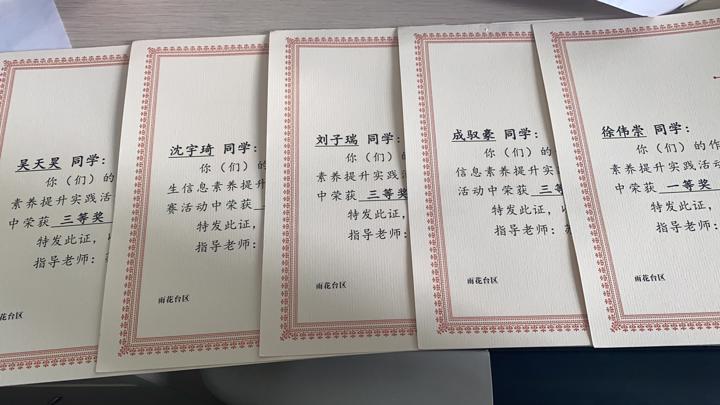 吴天昊 同学：
你（们）的
素养提升实践活
中荣获 三等奖
特发此证，
指导老师：
花台区
沈宇琦 同学：
你（们）的
生信息素养提升
赛活动中荣获
特发此证
指导老师：
雨花台区
刘子瑞 同学：
你（们）的
素养提升实践活
中荣获 三等奖
特发此证，
指导老师：
雨花台区
成驭豪 同学：
你（们）的
信息素养提升实
活动中荣获 三等
特发此证，
指导老师：
雨花台区
徐伟崇 同学：
你（们）的作
素养提升实践活动
中荣获 一等奖
特发此证，
指导老师：
雨花台区